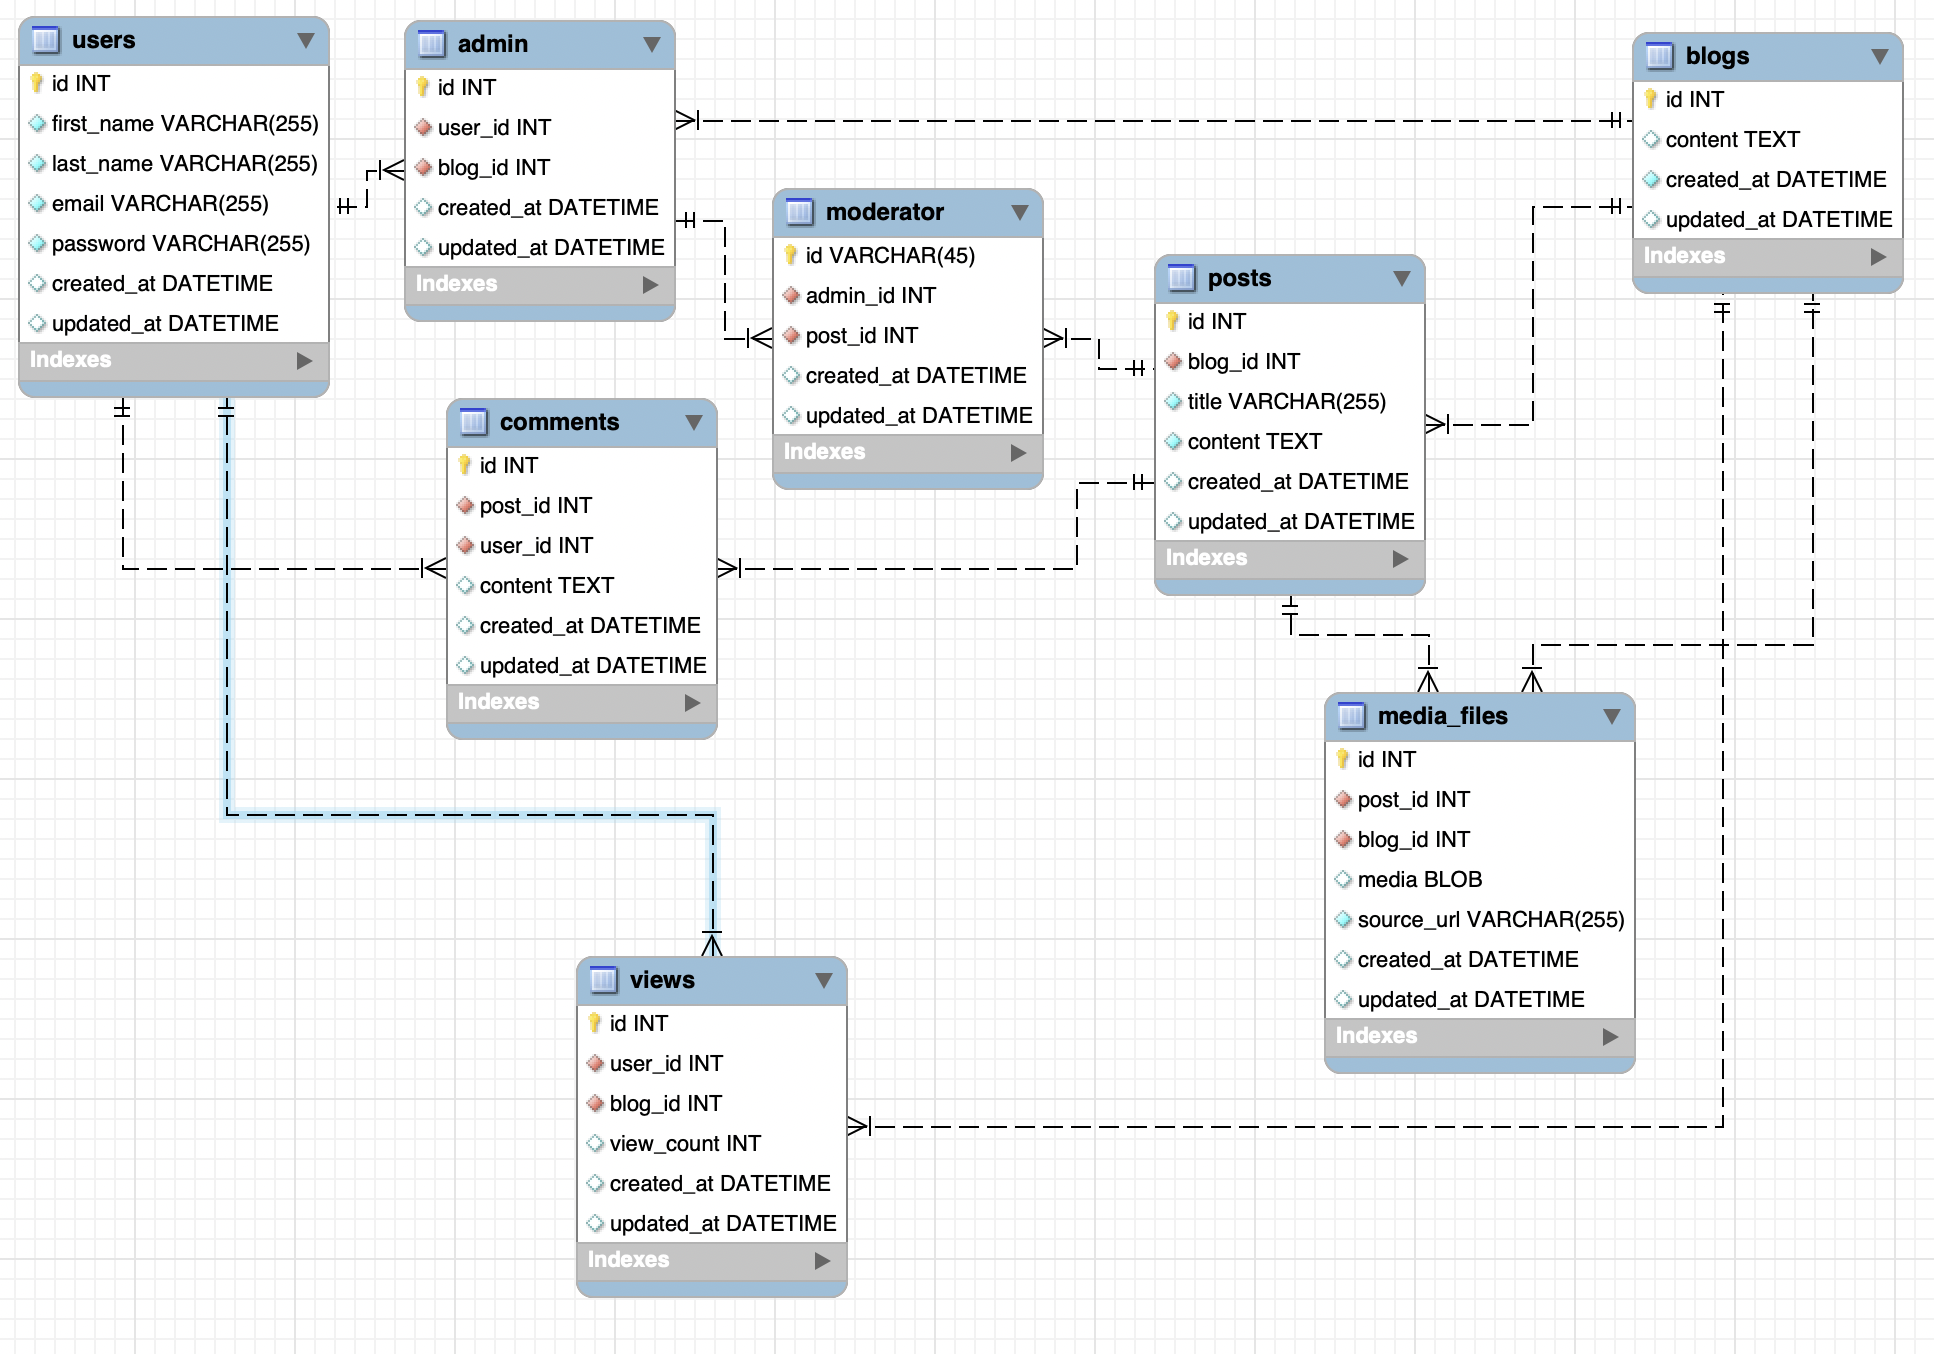 users
id INT
first_name VARCHAR(255)
last_name VARCHAR(255)
email VARCHAR(255)
password VARCHAR(255)
created_at DATETIME
updated_at DATETIME
Indexes
admin
id INT
user_id INT
blog_id INT
created_at DATETIME
updated_at DATETIME
Indexes
blogs
id INT
content TEXT
created_at DATETIME
updated_at DATETIME
Indexes
moderator
id VARCHAR(45)
admin_id INT
post_id INT
created_at DATETIME
updated_at DATETIME
Indexes
posts
id INT
blog_id INT
title VARCHAR(255)
content TEXT
created_at DATETIME
updated_at DATETIME
Indexes
comments
id INT
post_id INT
user_id INT
content TEXT
created_at DATETIME
updated_at DATETIME
Indexes
media_files
id INT
post_id INT
blog_id INT
media BLOB
source_url VARCHAR(255)
created_at DATETIME
updated_at DATETIME
Indexes
views
id INT
user_id INT
blog_id INT
view_count INT
created_at DATETIME
updated_at DATETIME
Indexes